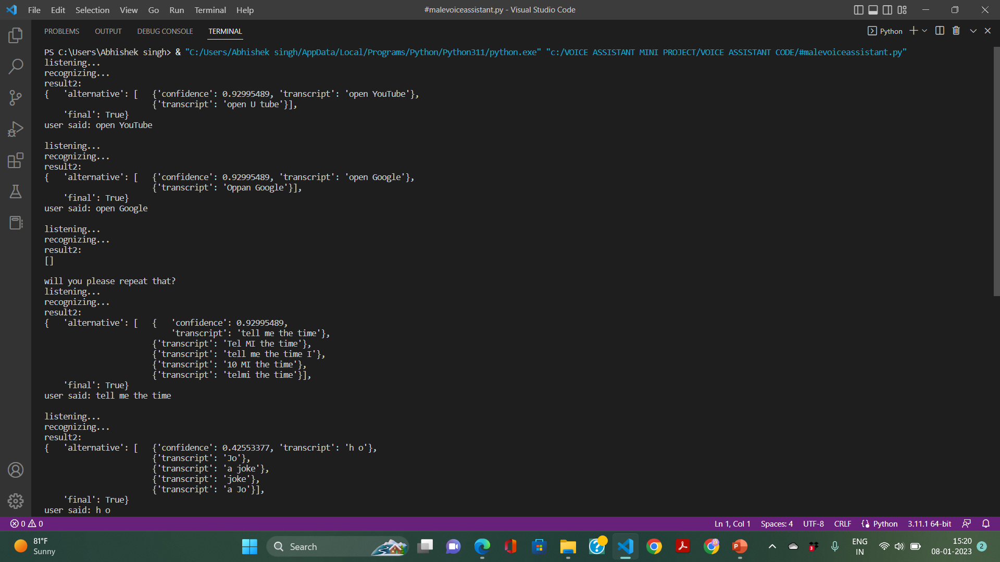 File Edit Selection View Go Run Terminal Help #malevoiceassistant.py - Visual Studio Code
PROBLEMS OUTPUT DEBUG CONSOLE TERMINAL Python
PS C:\Users\Abhishek singh> & "C:/Users/Abhishek singh/AppData/Local/Programs/Python/Python311/python.exe" "c:/VOICE ASSISTANT MINI PROJECT/VOICE ASSISTANT CODE/#malevoiceassistant.py"
listening...
recognizing...
result2:
{   'alternative': [   {'confidence': 0.92995489, 'transcript': 'open YouTube'},
                       {'transcript': 'open U tube'}],
    'final': True}
user said: open YouTube

listening...
recognizing...
result2:
{   'alternative': [   {'confidence': 0.92995489, 'transcript': 'open Google'},
                       {'transcript': 'Oppan Google'}],
    'final': True}
user said: open Google

listening...
recognizing...
result2:
[]

will you please repeat that?
listening...
recognizing...
result2:
{   'alternative': [   {   'confidence': 0.92995489,
                           'transcript': 'tell me the time'},
                       {'transcript': 'Tel MI the time'},
                       {'transcript': 'tell me the time I'},
                       {'transcript': '10 MI the time'},
                       {'transcript': 'telmi the time'}],
    'final': True}
user said: tell me the time

listening...
recognizing...
result2:
{   'alternative': [   {'confidence': 0.42553377, 'transcript': 'h o'},
                       {'transcript': 'Jo'},
                       {'transcript': 'a joke'},
                       {'transcript': 'joke'},
                       {'transcript': 'a Jo'}],
    'final': True}
user said: h o
0 0 Ln 1, Col 1 Spaces: 4 UTF-8 CRLF Python 3.11.1 64-bit
81°F
Sunny
Search
3
P
ENG
IN
15:20
08-01-2023
2